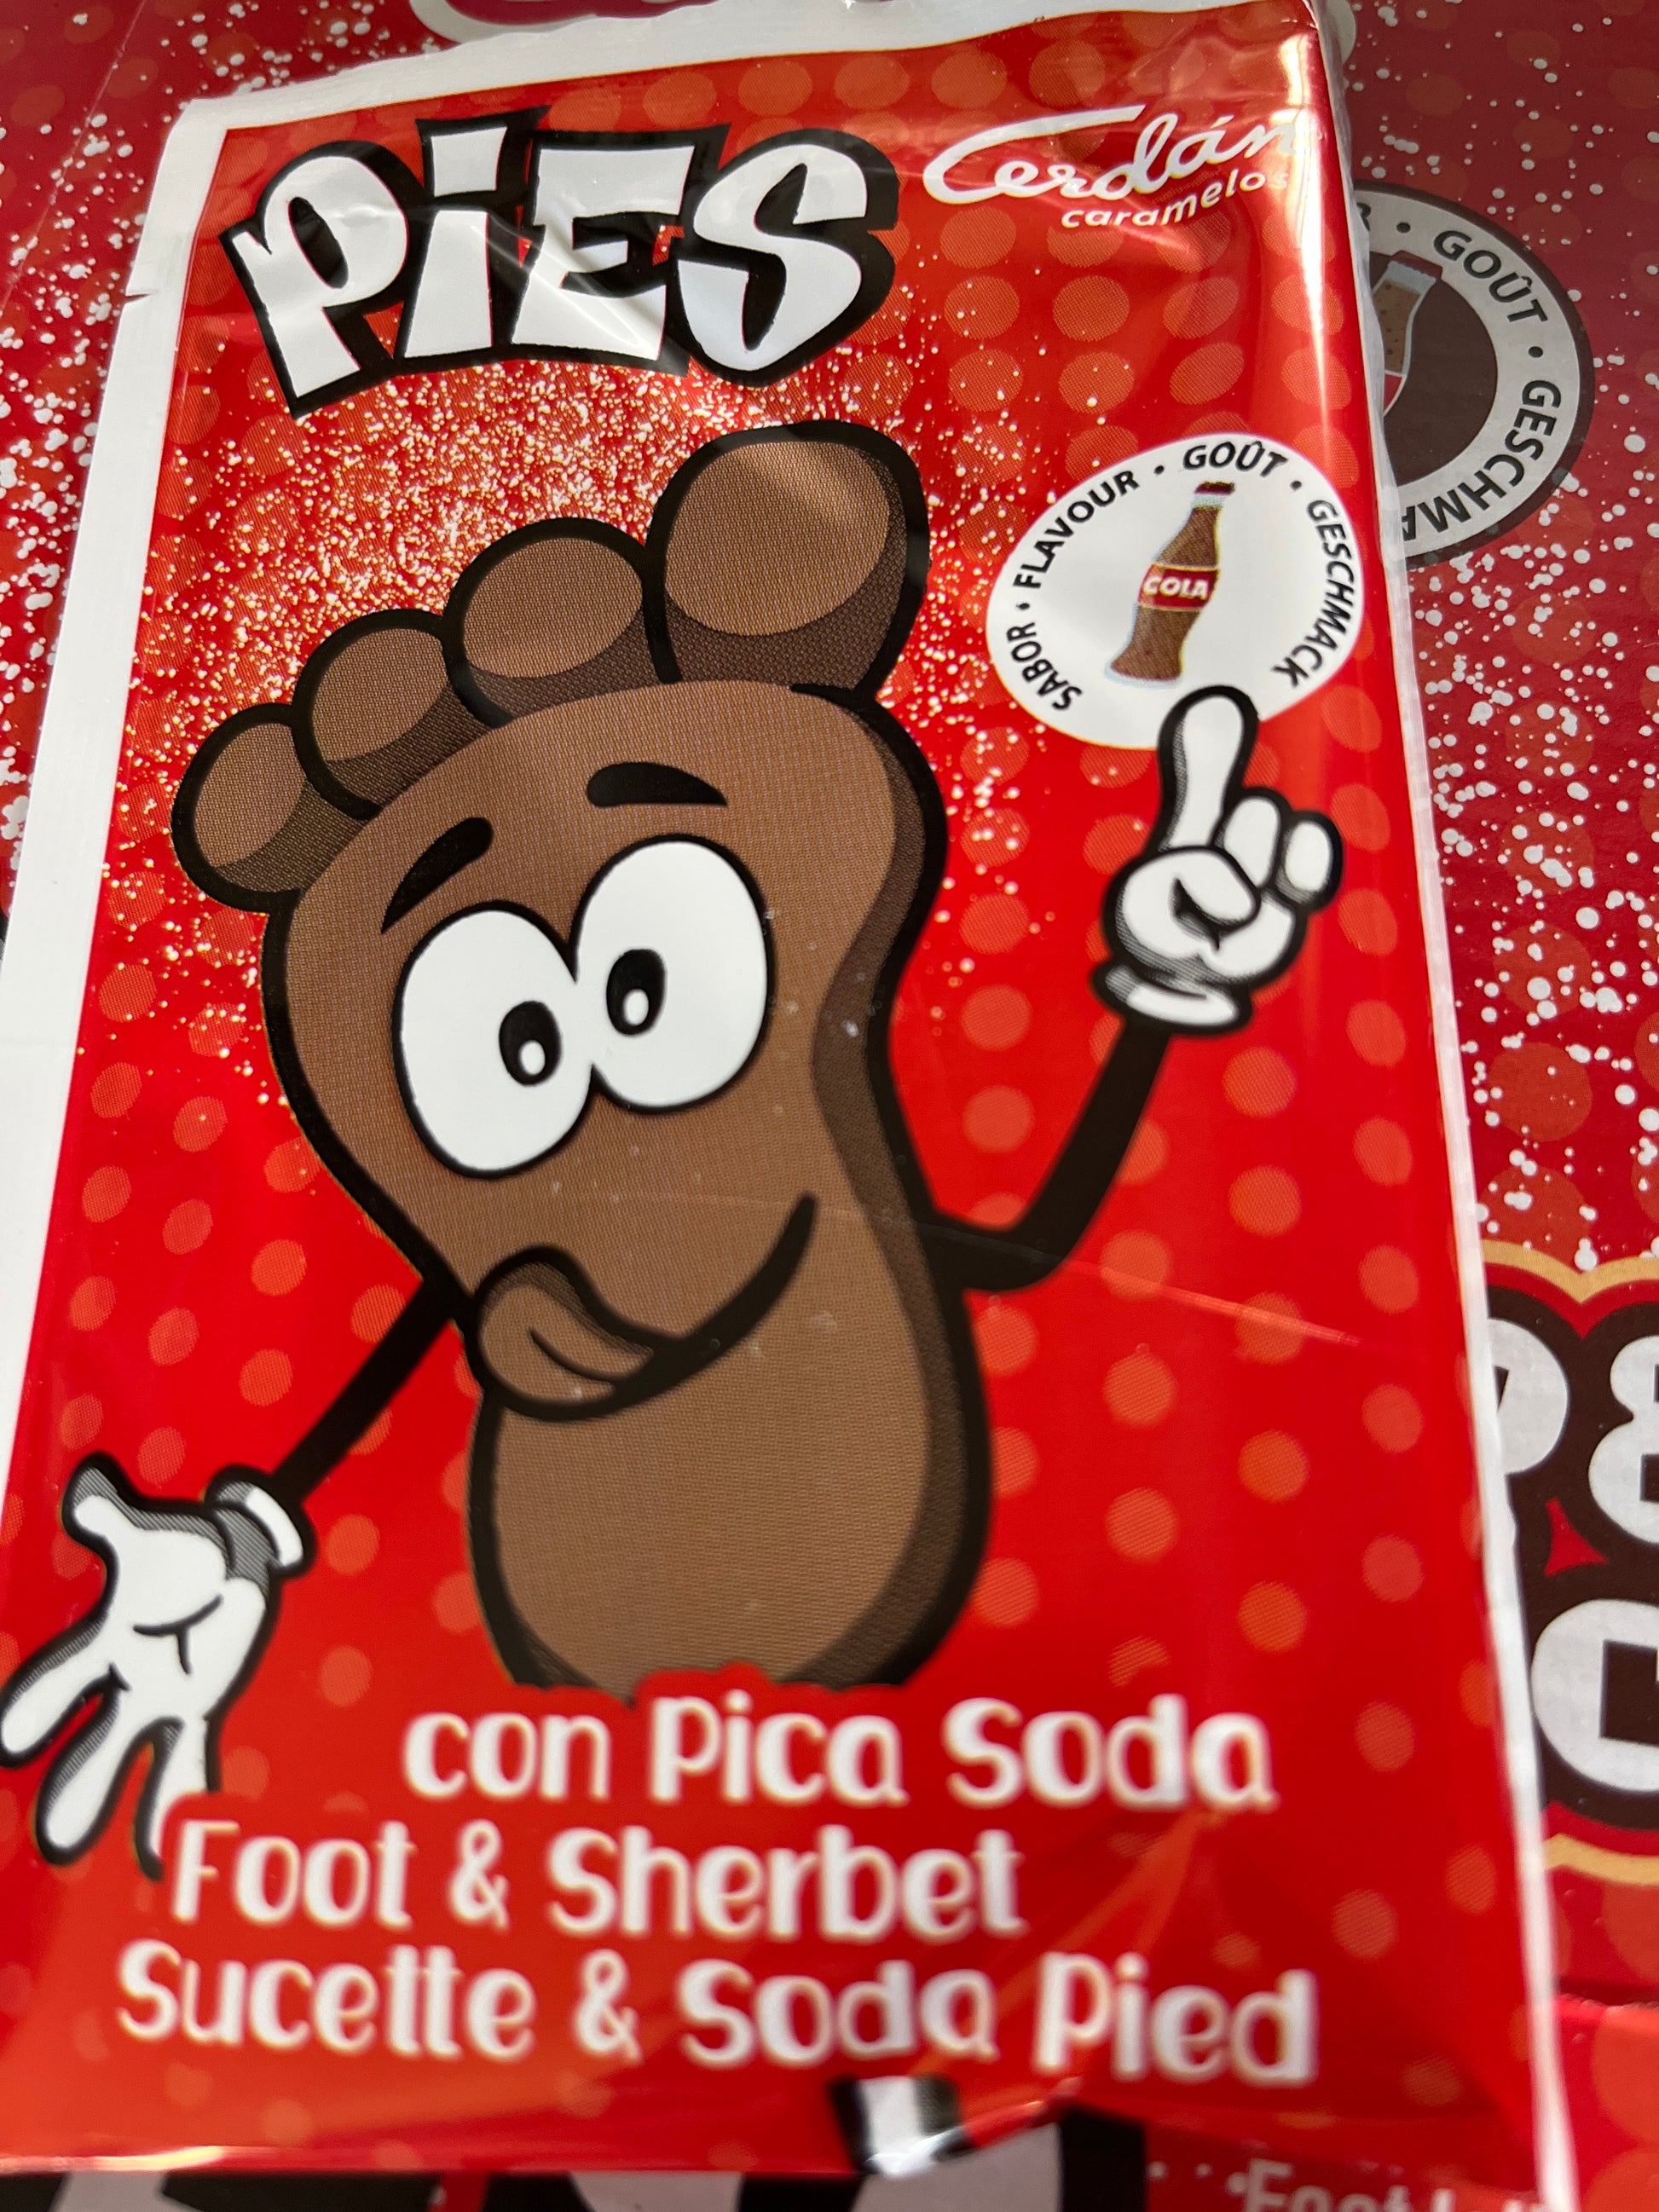 PiES
Cerdán
caramelos
SABOR • FLAVOUR • GOÛT • GESCHMACK
COLA
GOÛT •
con Pica Soda
Foot & Sherbet
Sucette & Soda Pied